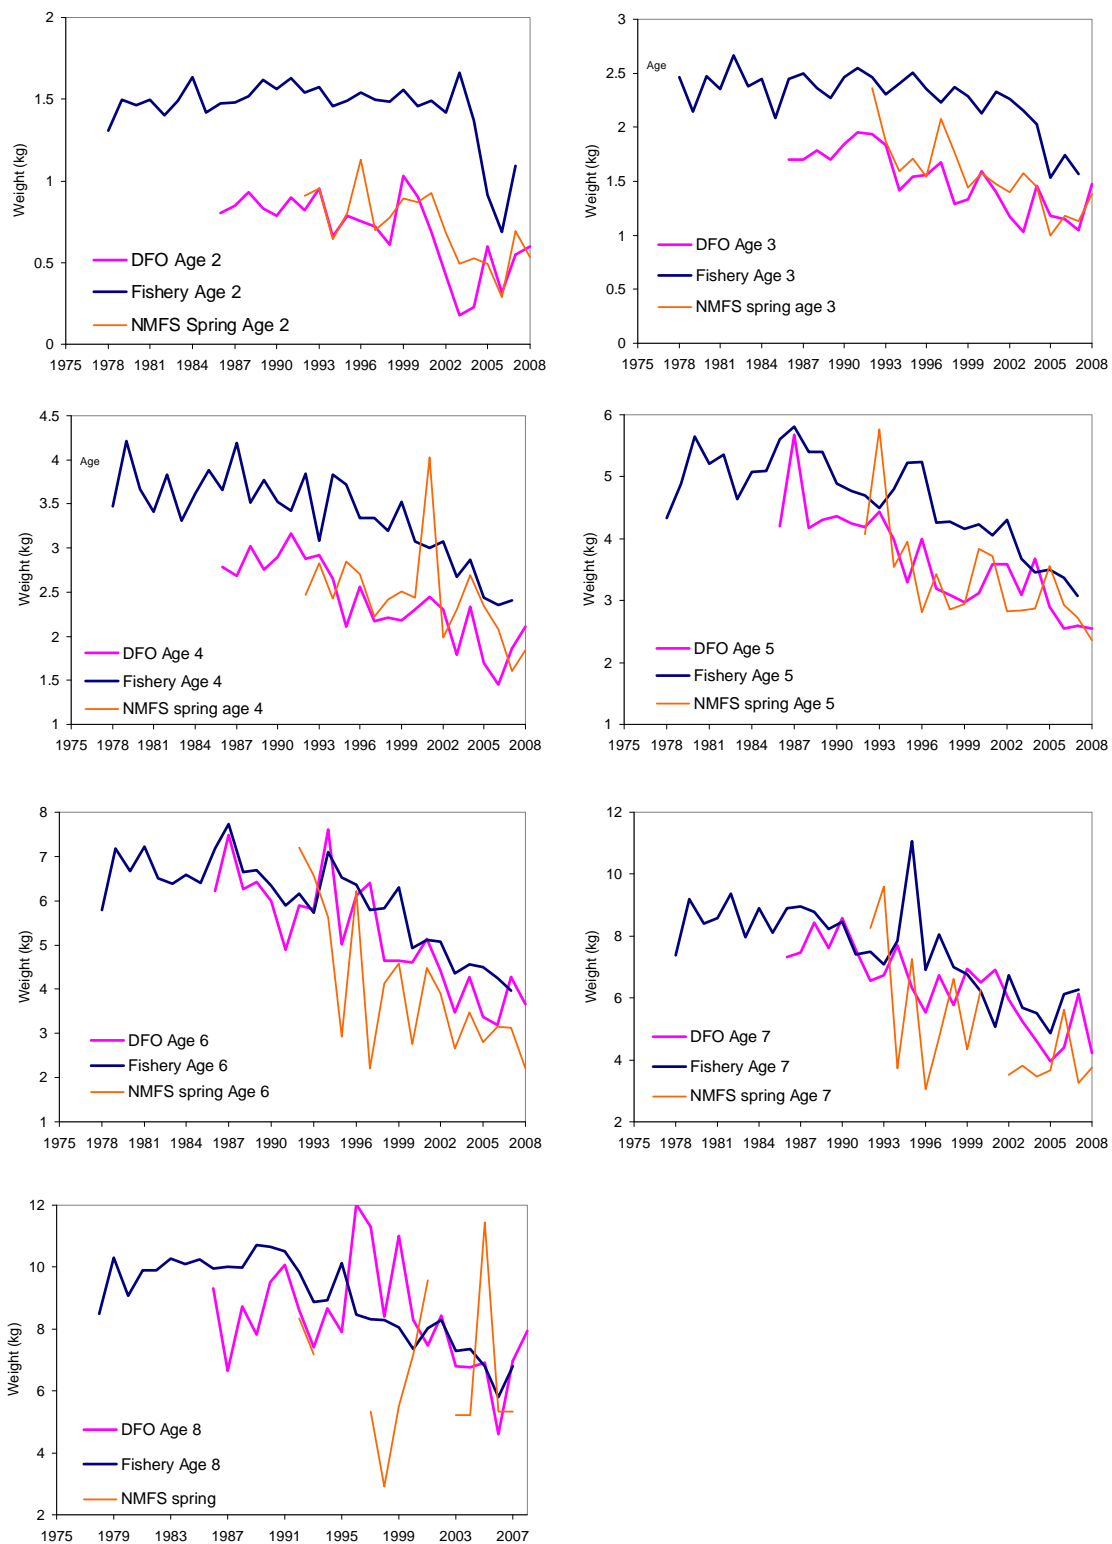 2
1.5
1
0.5
0
Weight (kg)
DFO Age 2
Fishery Age 2
NMFS Spring Age 2
1975 1978 1981 1984 1987 1990 1993 1996 1999 2002 2005 2008
3
2.5
2
1.5
1
0.5
0
Weight (kg)
Age
DFO Age 3
Fishery Age 3
NMFS spring age 3
1975 1978 1981 1984 1987 1990 1993 1996 1999 2002 2005 2008
4.5
4
3.5
3
2.5
2
1.5
1
Weight (kg)
Age
DFO Age 4
Fishery Age 4
NMFS spring age 4
1975 1978 1981 1984 1987 1990 1993 1996 1999 2002 2005 2008
6
5
4
3
2
1
Weight (kg)
DFO Age 5
Fishery Age 5
NMFS spring Age 5
1975 1978 1981 1984 1987 1990 1993 1996 1999 2002 2005 2008
8
7
6
5
4
3
2
1
Weight (kg)
DFO Age 6
Fishery Age 6
NMFS spring Age 6
1975 1978 1981 1984 1987 1990 1993 1996 1999 2002 2005 2008
12
10
8
6
4
2
Weight (kg)
DFO Age 7
Fishery Age 7
NMFS spring Age 7
1975 1978 1981 1984 1987 1990 1993 1996 1999 2002 2005 2008
12
10
8
6
4
2
Weight (kg)
DFO Age 8
Fishery Age 8
NMFS spring
1975 1979 1983 1987 1991 1995 1999 2003 2007